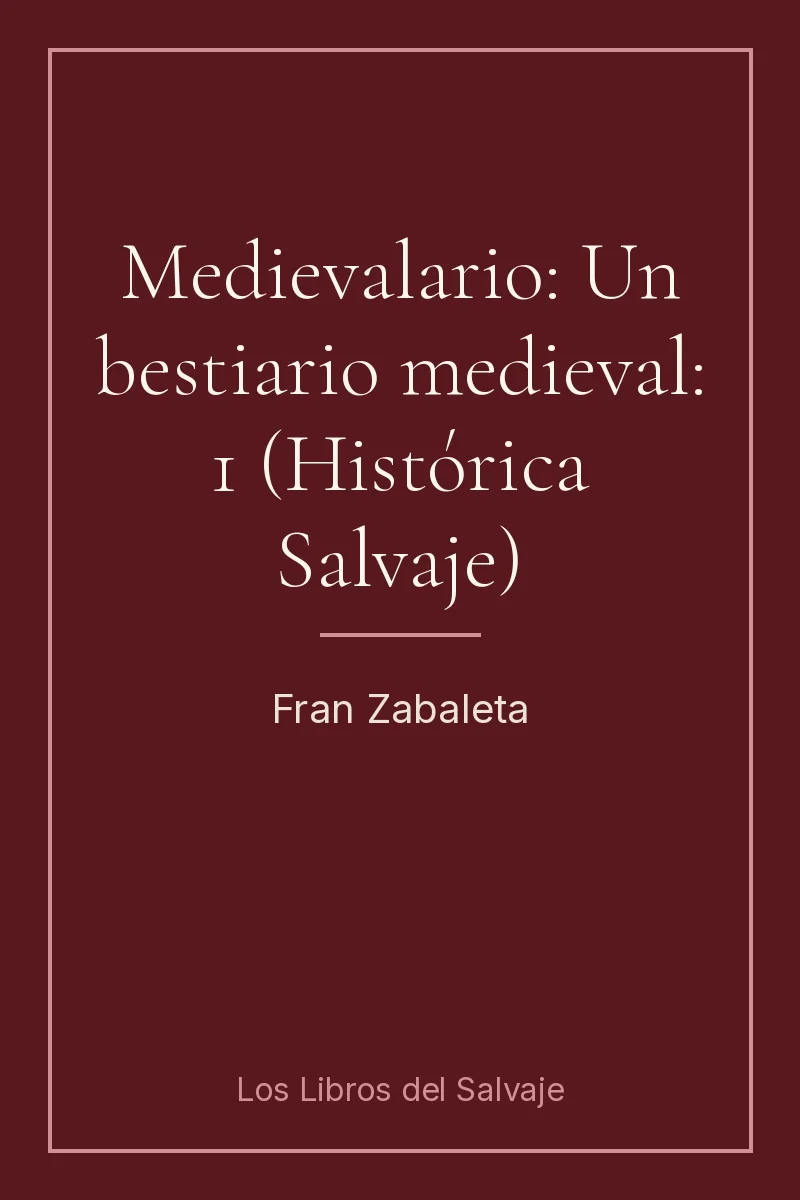 Medievalario: Un
bestiario medieval:
1 (Histórica
Salvaje)
Fran Zabaleta
Los Libros del Salvaje